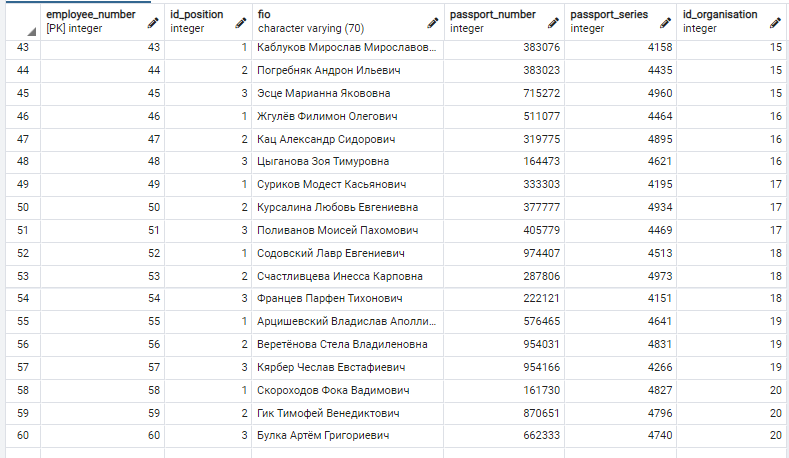 employee_number id_position fio passport_number passport_series id_organisation
[PK] integer integer character varying (70) integer integer integer
43 43 1 Каблуков Мирослав Мирославов... 383076 4158 15
44 44 2 Погребняк Андрон Ильевич 383023 4435 15
45 45 3 Эсце Марианна Яковovна 715272 4960 15
46 46 1 Жгулёв Филимон Олегович 511077 4464 16
47 47 2 Кац Александр Сидорович 319775 4895 16
48 48 3 Цыганова Зоя Тимуровна 164473 4621 16
49 49 1 Суриков Модест Касьянович 333303 4195 17
50 50 2 Курсалина Любовь Евгениевна 377777 4934 17
51 51 3 Поливанов Моисей Пахомович 405779 4469 17
52 52 1 Содовский Лавр Евгениевич 974407 4513 18
53 53 2 Счастливцева Инесса Карповна 287806 4973 18
54 54 3 Францев Парфен Тихонович 222121 4151 18
55 55 1 Арцишевский Владислав Аполли... 576465 4641 19
56 56 2 Веретёнова Стела Владиленовна 954031 4831 19
57 57 3 Кярбер Чеслав Евстафиевич 954166 4266 19
58 58 1 Скороходов Фока Вадимович 161730 4827 20
59 59 2 Гик Тимофей Венедиктович 870651 4796 20
60 60 3 Булка Артём Григориевич 662333 4740 20